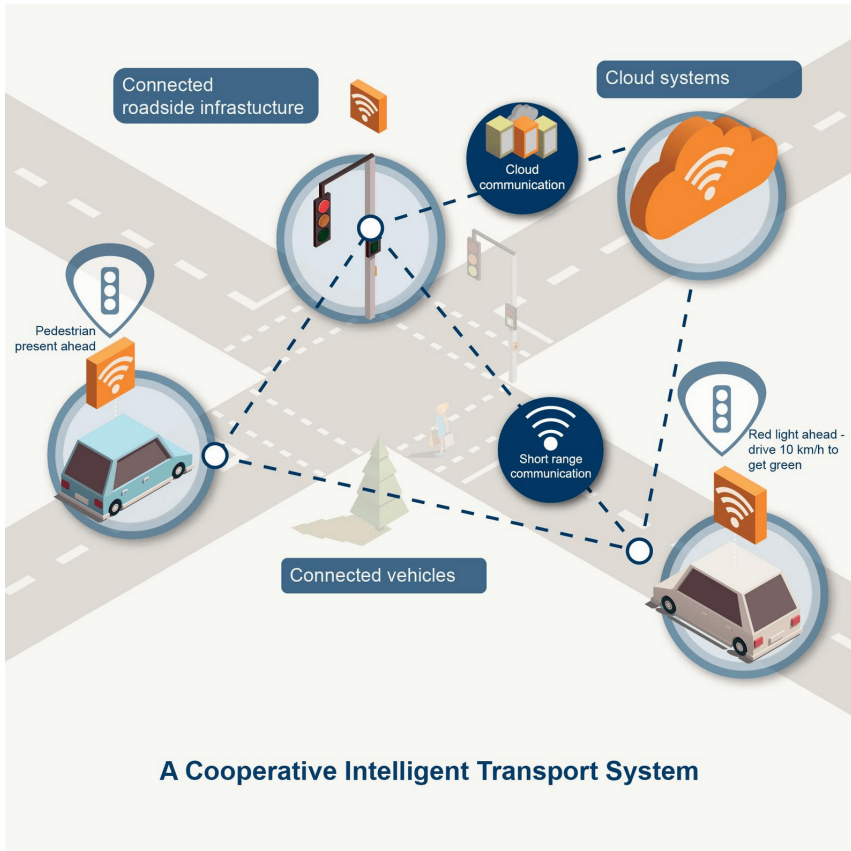 Connected
roadside infrastucture
Cloud systems
Cloud
communication
Pedestrian
present ahead
Red light ahead -
drive 10 km/h to
get green
Short range
communication
Connected vehicles
A Cooperative Intelligent Transport System